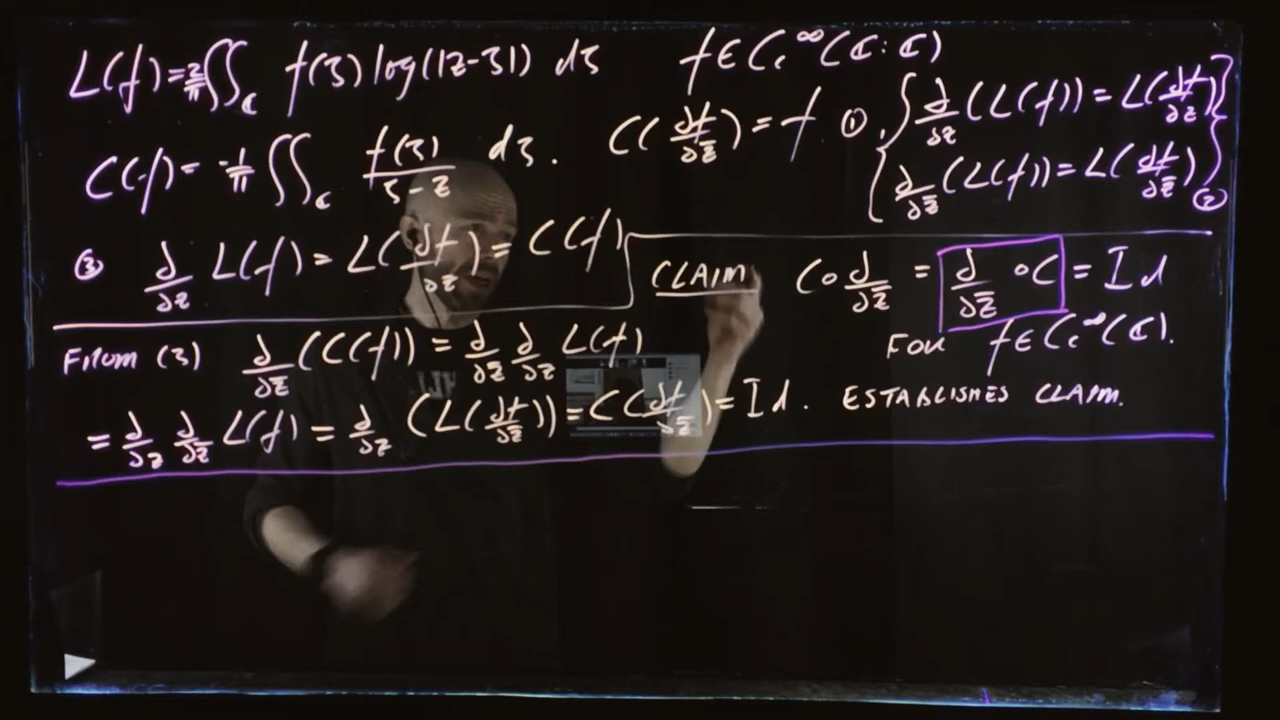 L(f) = 2/π ∬_C f(ζ) log(|z-ζ|) dζ f ∈ C_c^∞(ℂ:ℂ)
C(f) = -1/π ∬_C f(ζ)/(ζ-z) dζ. C(∂f/∂z̄) = f ① { ∂/∂z (L(f)) = L(∂f/∂z)
∂/∂z̄ (L(f)) = L(∂f/∂z̄) } ②
③ ∂/∂z L(f) = L(∂f/∂z) = C(f)
CLAIM C∘∂/∂z̄ = ∂/∂z̄ ∘C = Id
FOR f ∈ C_c^∞(ℂ).
From (3) ∂/∂z̄ (C(f)) = ∂/∂z̄ ∂/∂z L(f)
= ∂/∂z ∂/∂z̄ L(f) = ∂/∂z (L(∂f/∂z̄)) = C(∂f/∂z̄) = Id. ESTABLISHES CLAIM.